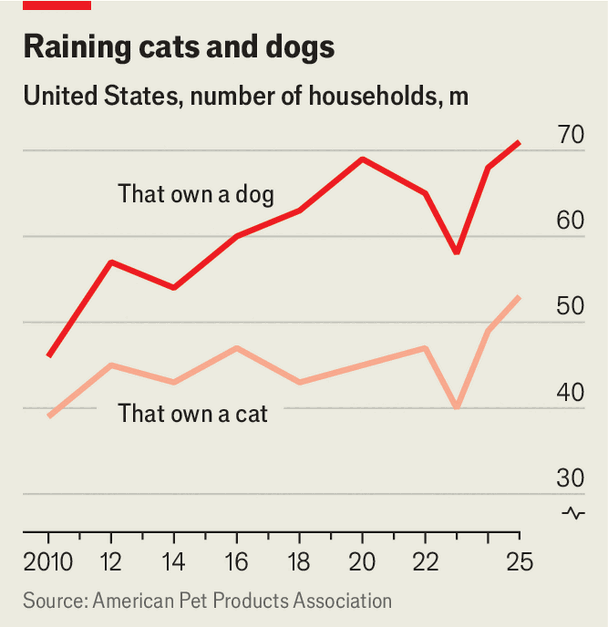 Raining cats and dogs
United States, number of households, m
70
That own a dog
60
50
40
That own a cat
30
2010 12 14 16 18 20 22 25
Source: American Pet Products Association